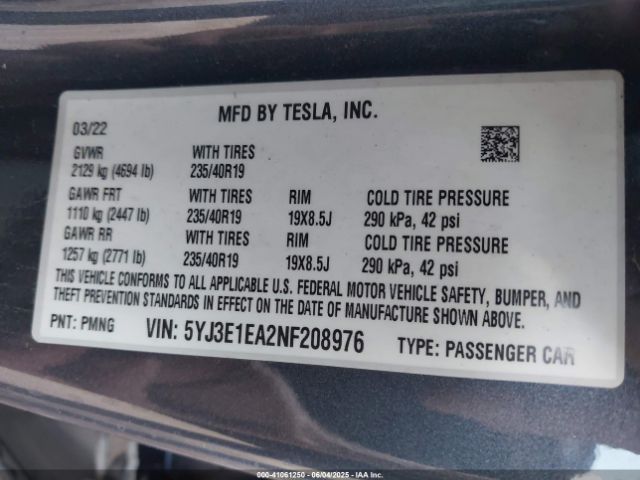 MFD BY TESLA, INC.
03/22
GVWR WITH TIRES
2129 kg (4694 lb) 235/40R19
GAWR FRT WITH TIRES RIM COLD TIRE PRESSURE
1110 kg (2447 lb) 235/40R19 19X8.5J 290 kPa, 42 psi
GAWR RR WITH TIRES RIM COLD TIRE PRESSURE
1257 kg (2771 lb) 235/40R19 19X8.5J 290 kPa, 42 psi
THIS VEHICLE CONFORMS TO ALL APPLICABLE U.S. FEDERAL MOTOR VEHICLE SAFETY, BUMPER, AND
THEFT PREVENTION STANDARDS IN EFFECT ON THE DATE OF MANUFACTURE SHOWN ABOVE.
PNT: PMNG VIN: 5YJ3E1EA2NF208976 TYPE: PASSENGER CAR
000-41061250 - 06/04/2025 - IAA Inc.